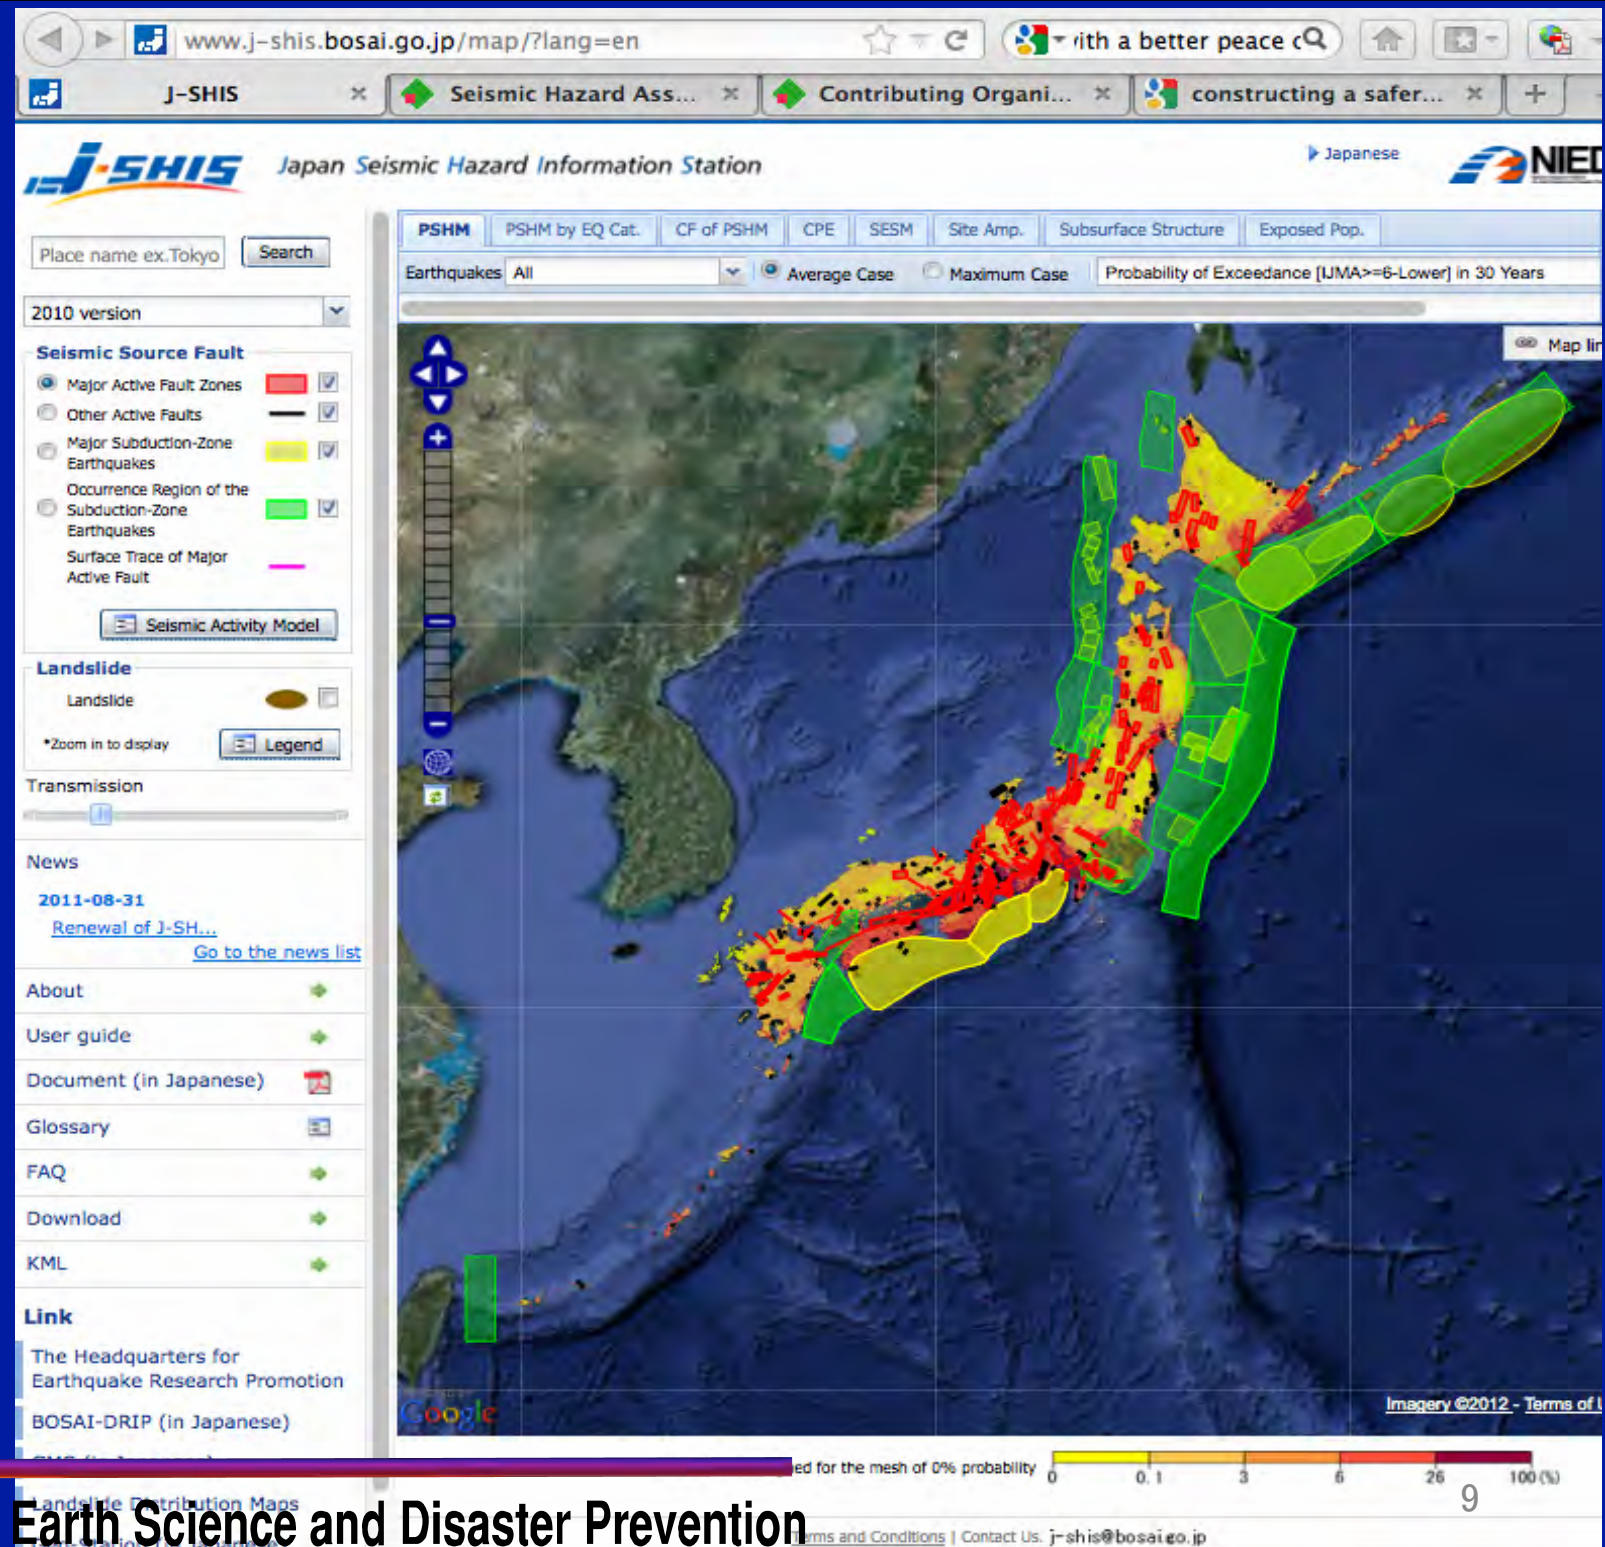 www.j-shis.bosai.go.jp/map/?lang=en
with a better peace c
J-SHIS
Seismic Hazard Ass...
Contributing Organi...
constructing a safer...
J-SHIS
Japan Seismic Hazard Information Station
Japanese
NIED
Place name ex.Tokyo
Search
PSHM
PSHM by EQ Cat.
CF of PSHM
CPE
SESM
Site Amp.
Subsurface Structure
Exposed Pop.
Earthquakes
All
Average Case
Maximum Case
Probability of Exceedance [IJMA>=6-Lower] in 30 Years
2010 version
Map lin
Seismic Source Fault
Major Active Fault Zones
Other Active Faults
Major Subduction-Zone
Earthquakes
Occurrence Region of the
Subduction-Zone
Earthquakes
Surface Trace of Major
Active Fault
Seismic Activity Model
Landslide
Landslide
*Zoom in to display
Legend
Transmission
News
2011-08-31
Renewal of J-SH...
Go to the news list
About
User guide
Document (in Japanese)
Glossary
FAQ
Download
KML
Link
The Headquarters for
Earthquake Research Promotion
BOSAI-DRIP (in Japanese)
Landslide Distribution Maps
Google
Imagery ©2012 - Terms of U
ed for the mesh of 0% probability
0 0.1 3 6 26 100 (%)
9
Earth Science and Disaster Prevention
Terms and Conditions | Contact Us. j-shis@bosai.go.jp